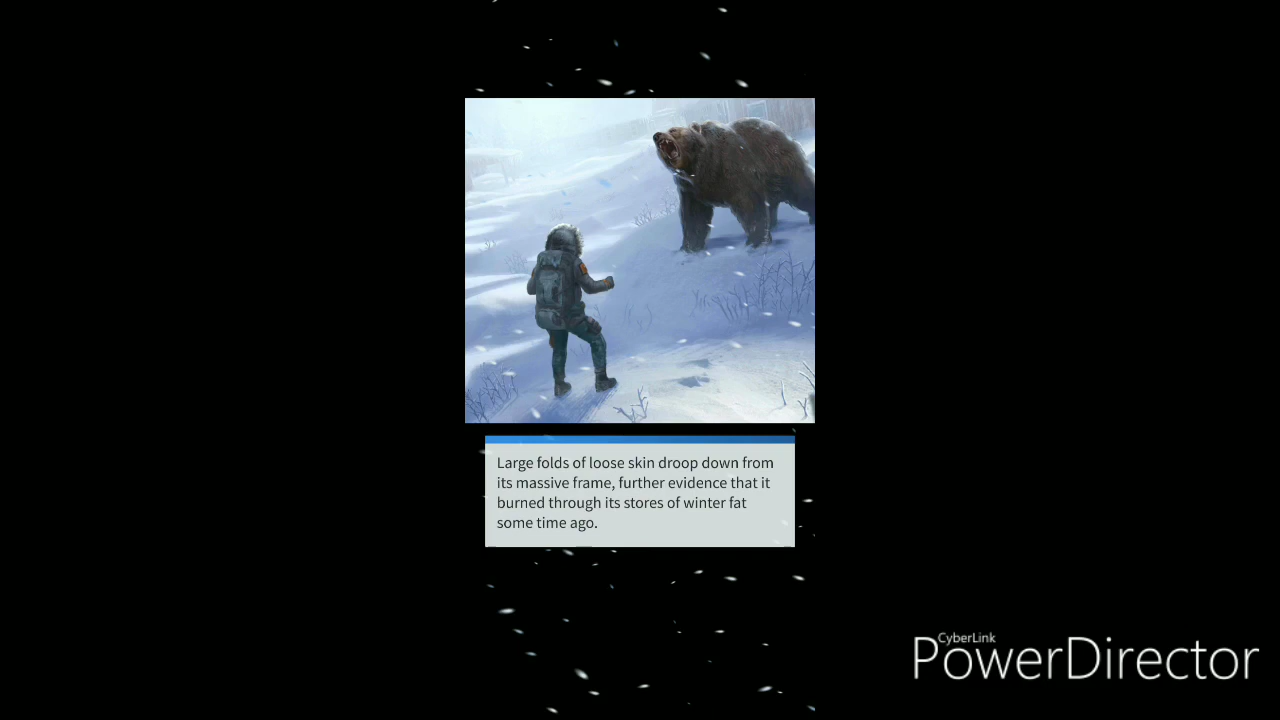 Large folds of loose skin droop down from
its massive frame, further evidence that it
burned through its stores of winter fat
some time ago.
CyberLink
PowerDirector